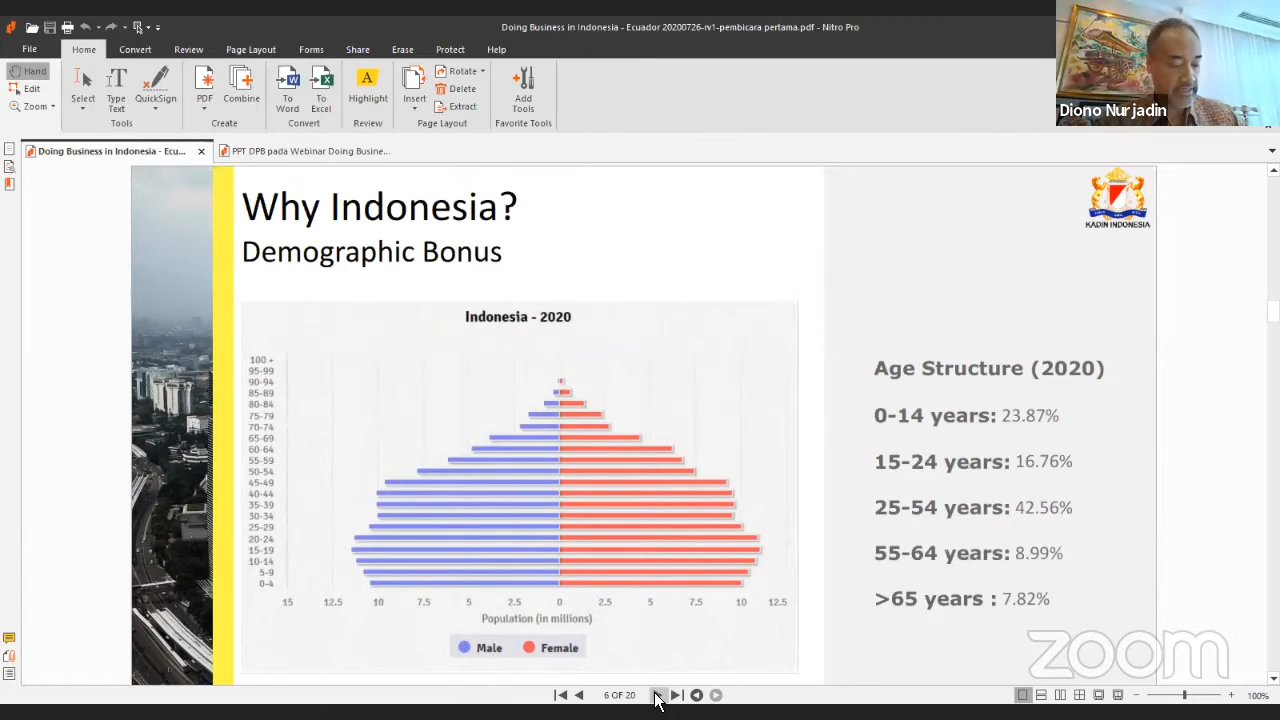 Doing Business in Indonesia - Ecuador 20200726-rv1-pembicara pertama.pdf - Nitro Pro
File
Home
Convert
Review
Page Layout
Forms
Share
Erase
Protect
Help
Hand
Edit
Zoom
Select
Type Text
QuickSign
Tools
PDF
Combine
Create
To Word
To Excel
Convert
Highlight
Review
Insert
Rotate
Delete
Extract
Page Layout
Add Tools
Favorite Tools
Diono Nurjadin
Doing Business in Indonesia - Ecu...
PPT DPB pada Webinar Doing Busine...
Why Indonesia?
Demographic Bonus
KADIN INDONESIA
Indonesia - 2020
100 +
95-99
90-94
85-89
80-84
75-79
70-74
65-69
60-64
55-59
50-54
45-49
40-44
35-39
30-34
25-29
20-24
15-19
10-14
5-9
0-4
15 12.5 10 7.5 5 2.5 0 2.5 5 7.5 10 12.5
Population (in millions)
Male Female
Age Structure (2020)
0-14 years: 23.87%
15-24 years: 16.76%
25-54 years: 42.56%
55-64 years: 8.99%
>65 years : 7.82%
zoom
6 OF 20
100%